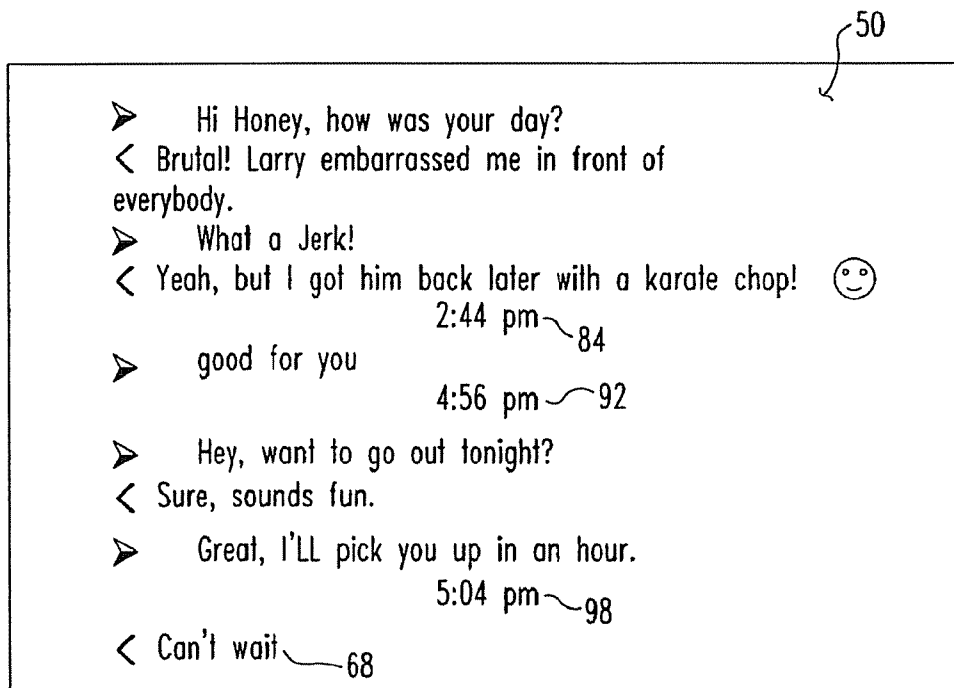 50
➢ Hi Honey, how was your day?
< Brutal! Larry embarrassed me in front of
everybody.
➢ What a Jerk!
< Yeah, but I got him back later with a karate chop! ☺
2:44 pm 84
➢ good for you
4:56 pm 92
➢ Hey, want to go out tonight?
< Sure, sounds fun.
➢ Great, I'LL pick you up in an hour.
5:04 pm 98
< Can't wait 68